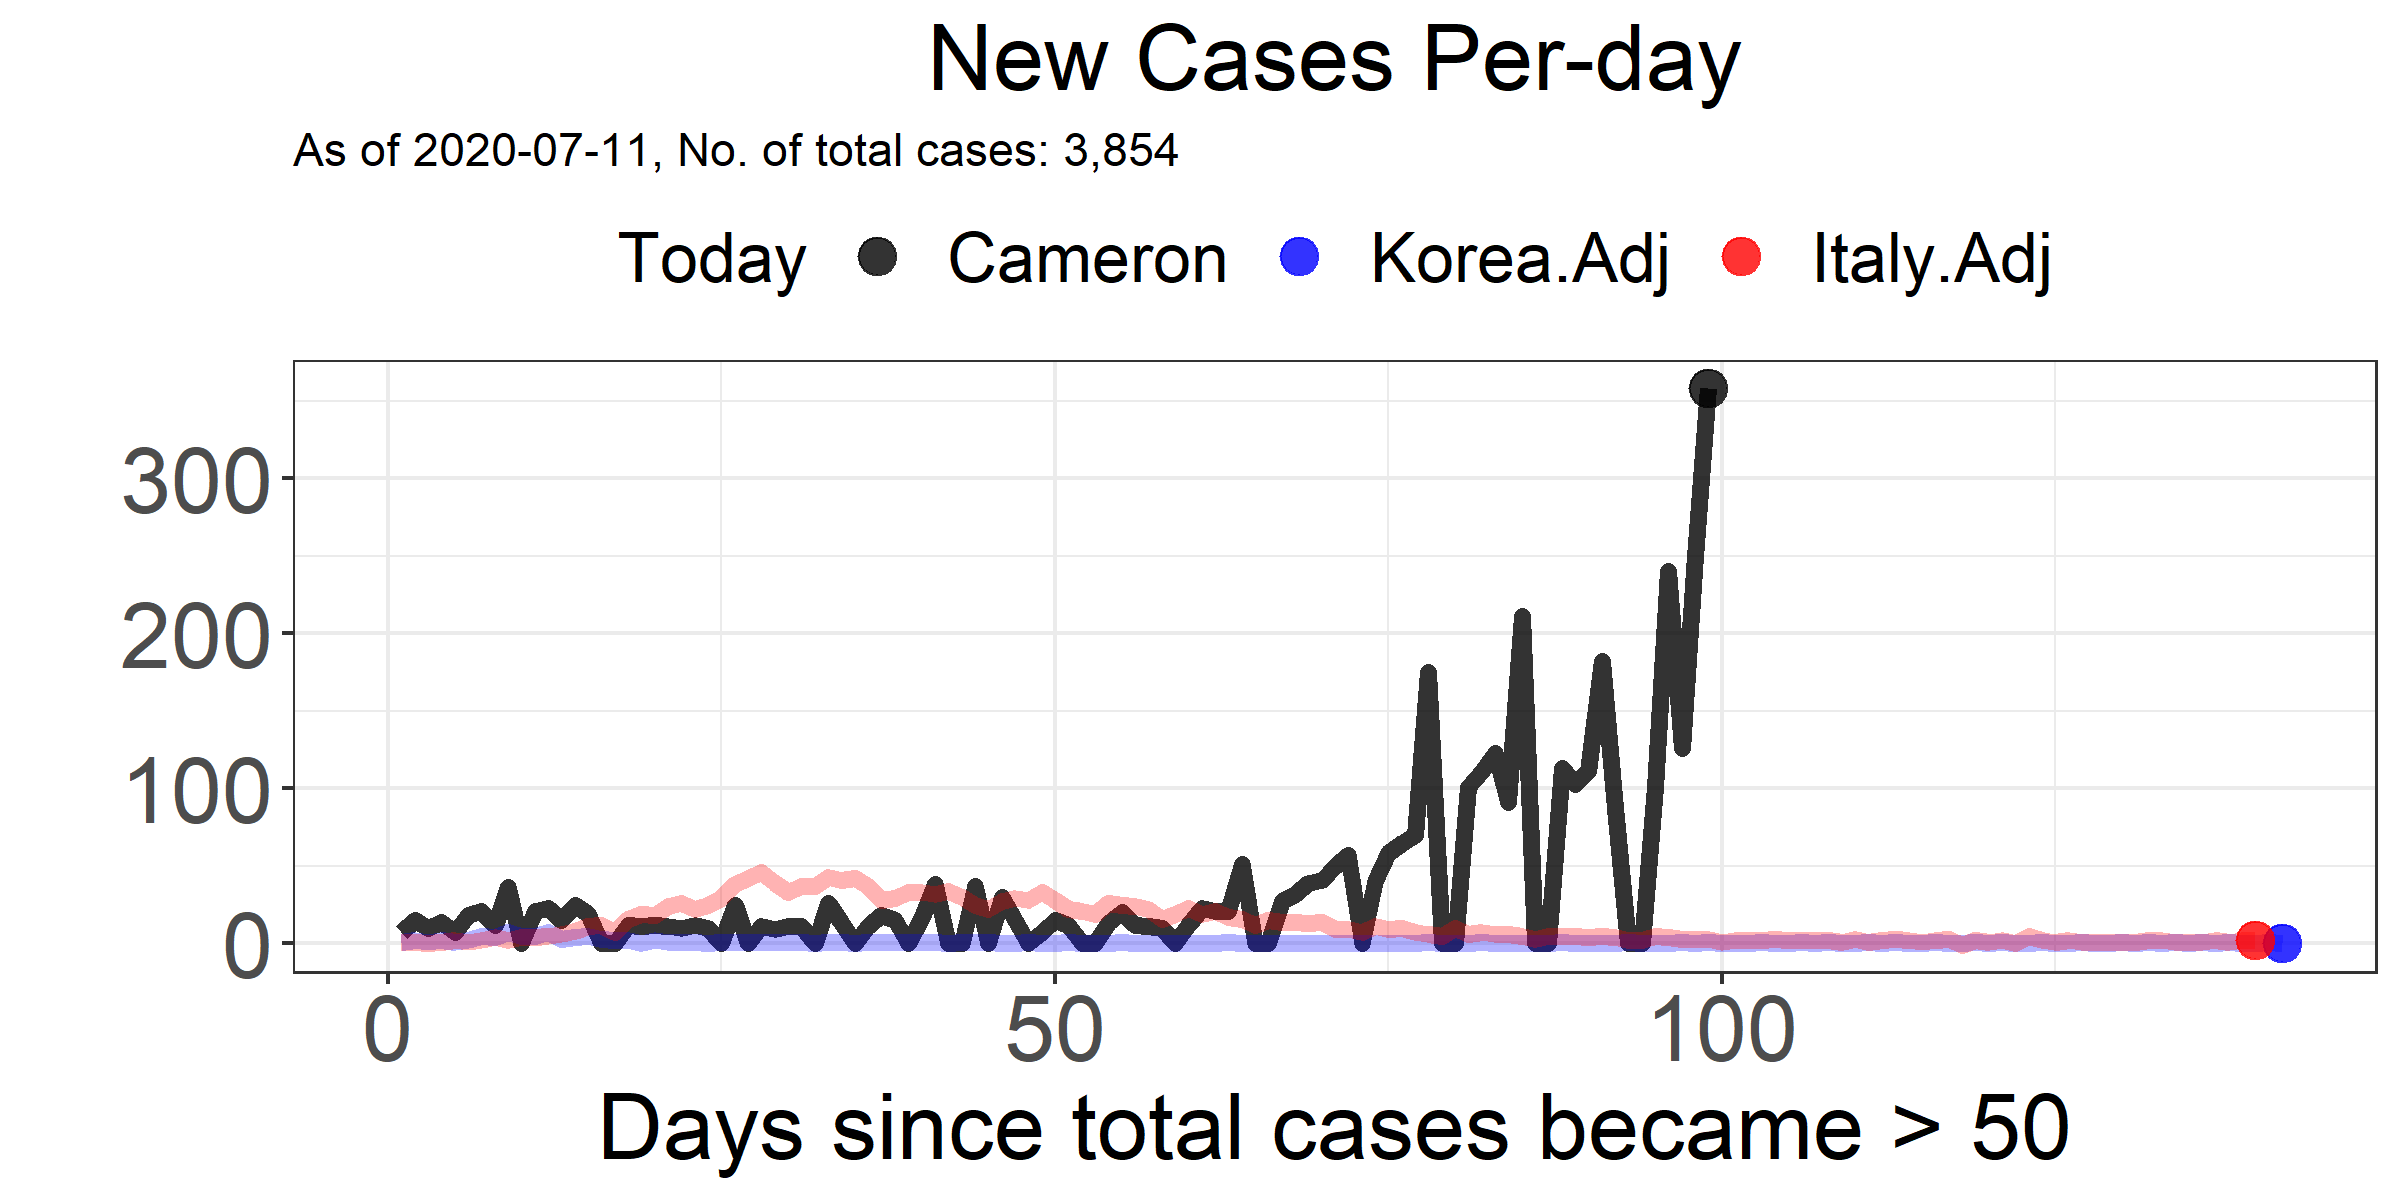 New Cases Per-day
As of 2020-07-11, No. of total cases: 3,854
Today Cameron Korea.Adj Italy.Adj
300
200
100
0
0 50 100
Days since total cases became > 50